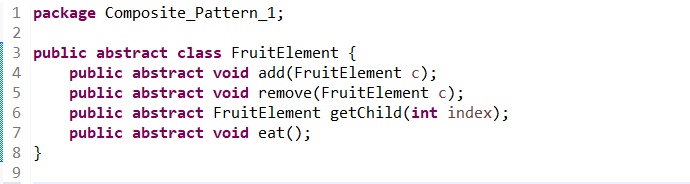 1 package Composite_Pattern_1;
2
3 public abstract class FruitElement {
4     public abstract void add(FruitElement c);
5     public abstract void remove(FruitElement c);
6     public abstract FruitElement getChild(int index);
7     public abstract void eat();
8 }
9